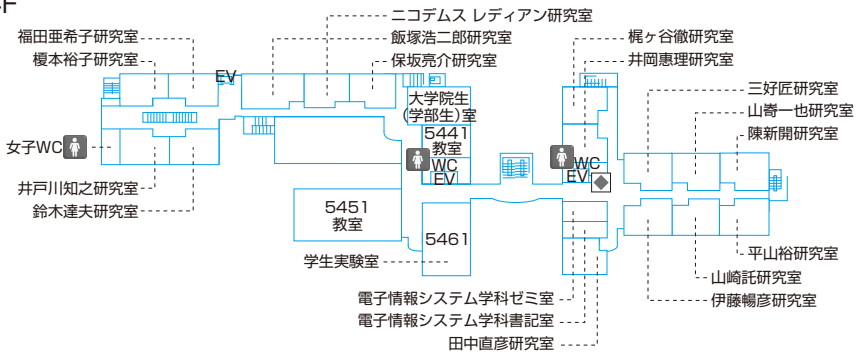 ニコデムス レディアン研究室
福田亜希子研究室
飯塚浩二郎研究室
梶ヶ谷徹研究室
榎本裕子研究室
保坂亮介研究室
井岡惠理研究室
EV
三好匠研究室
大学院生
(学部生)室
山嵜一也研究室
5441
教室
陳新開研究室
女子WC
WC
EV
WC
EV
井戸川知之研究室
鈴木達夫研究室
5451
教室
5461
学生実験室
平山裕研究室
山崎託研究室
電子情報システム学科ゼミ室
伊藤暢彦研究室
電子情報システム学科書記室
田中直彦研究室